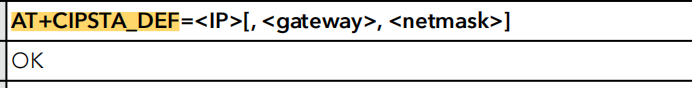 AT+CIPSTA_DEF=<IP>[, <gateway>, <netmask>]
OK